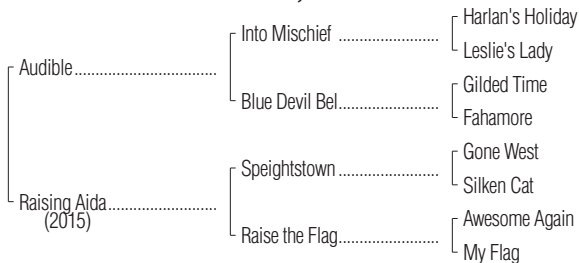 Harlan's Holiday
Into Mischief ..............................
Leslie's Lady
Audible..........................................
Gilded Time
Blue Devil Bel..............................
Fahamore
Gone West
Speightstown ..............................
Silken Cat
Raising Aida................................
(2015)
Awesome Again
Raise the Flag..............................
My Flag